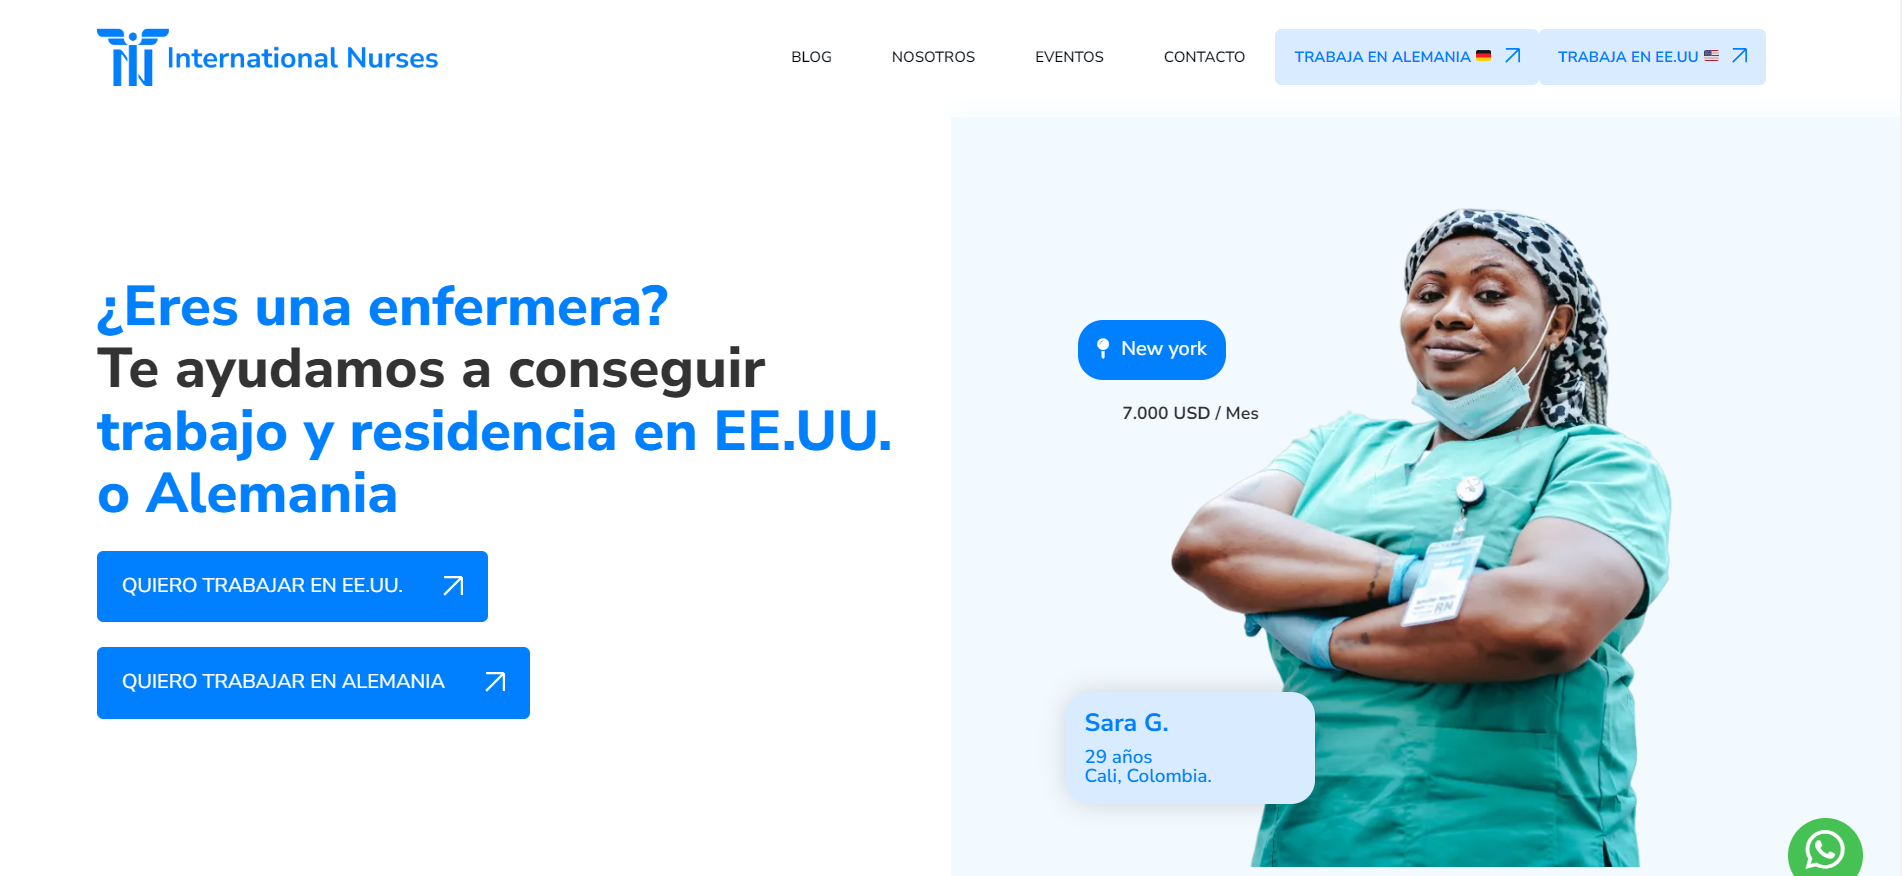 International Nurses
BLOG
NOSOTROS
EVENTOS
CONTACTO
TRABAJA EN ALEMANIA
TRABAJA EN EE.UU
¿Eres una enfermera?
Te ayudamos a conseguir
trabajo y residencia en EE.UU.
o Alemania
QUIERO TRABAJAR EN EE.UU.
QUIERO TRABAJAR EN ALEMANIA
New york
7.000 USD / Mes
RN
Sara G.
29 años
Cali, Colombia.